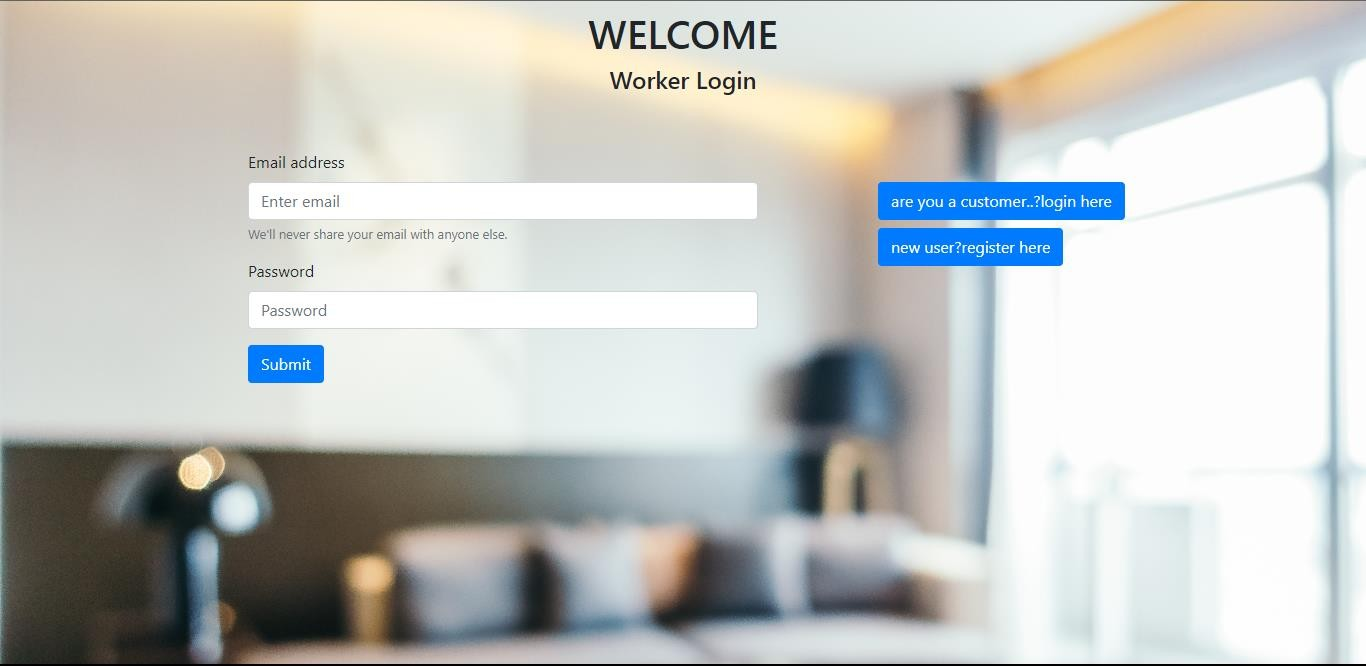 WELCOME
Worker Login
Email address
Enter email
We'll never share your email with anyone else.
Password
Password
Submit
are you a customer..?login here
new user?register here